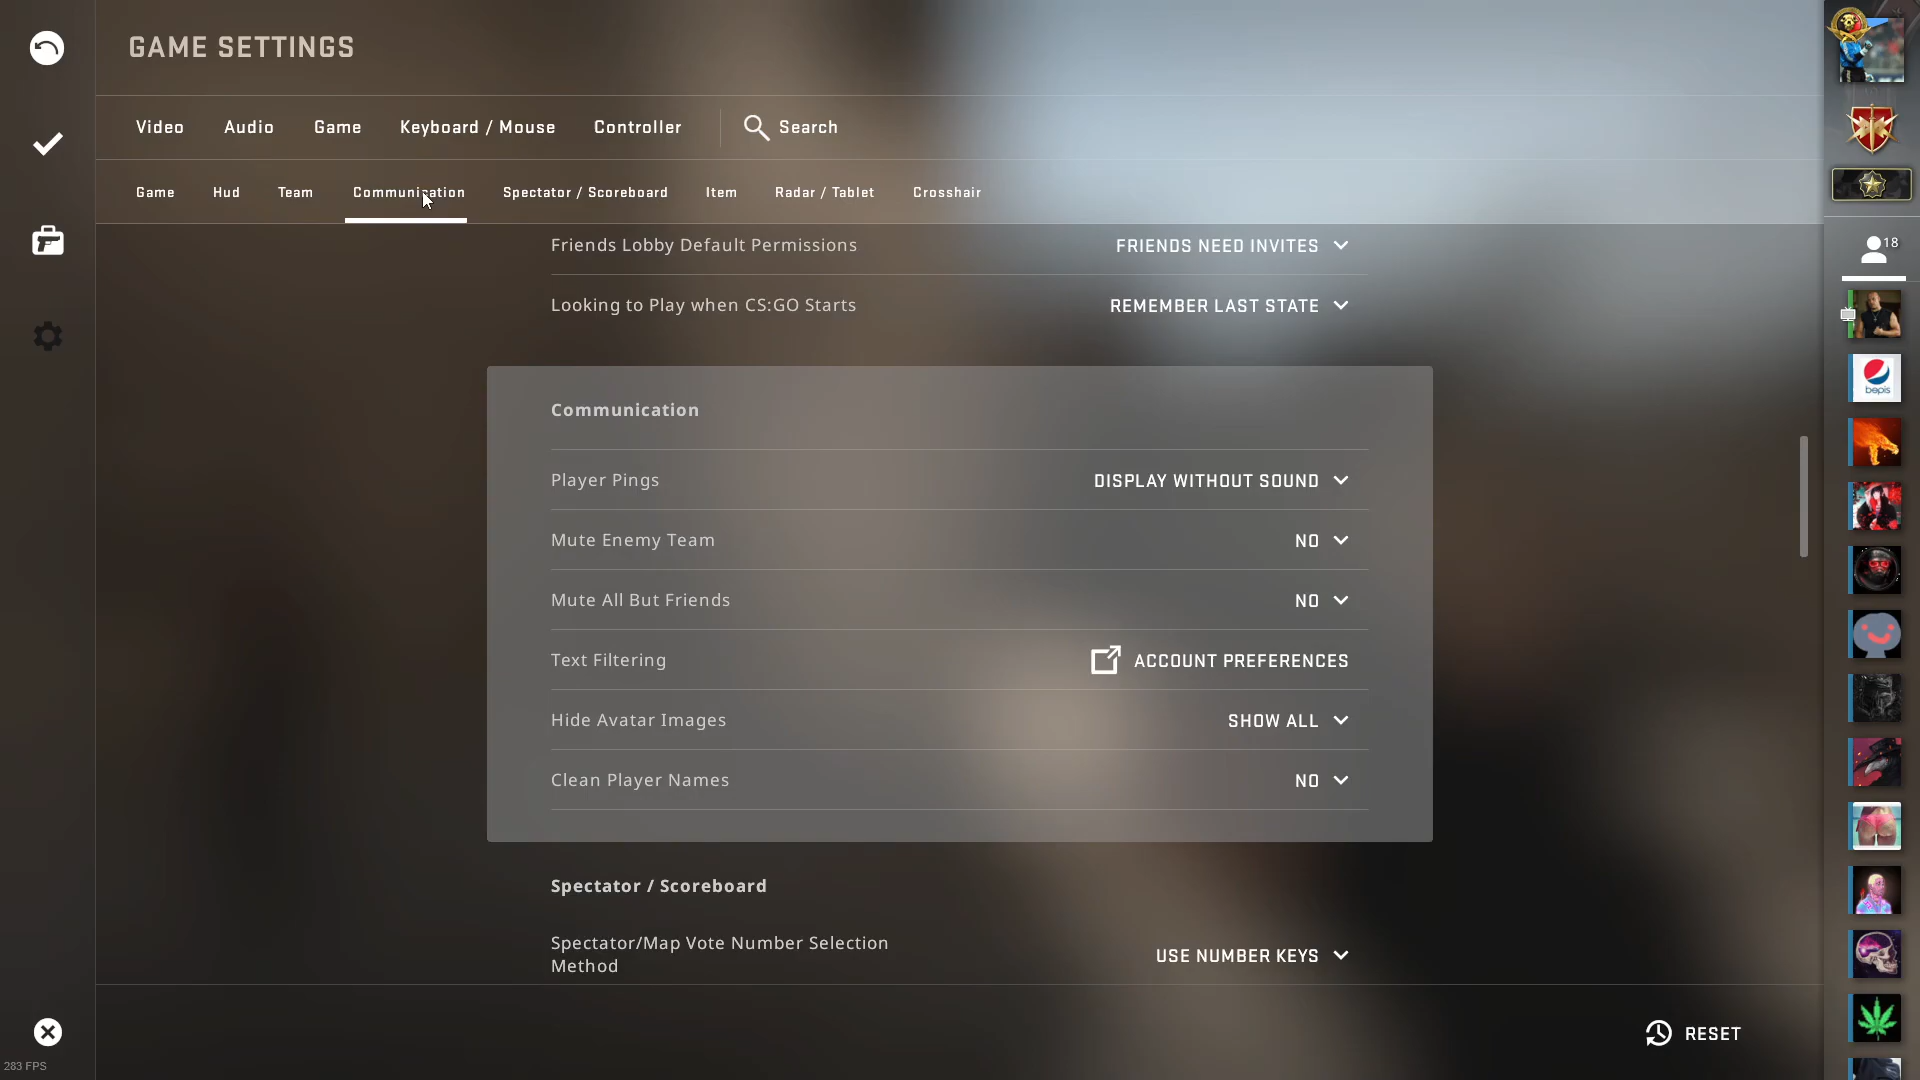 GAME SETTINGS
Video
Audio
Game
Keyboard / Mouse
Controller
Search
Game
Hud
Team
Communication
Spectator / Scoreboard
Item
Radar / Tablet
Crosshair
Friends Lobby Default Permissions
FRIENDS NEED INVITES
Looking to Play when CS:GO Starts
REMEMBER LAST STATE
Communication
Player Pings
DISPLAY WITHOUT SOUND
Mute Enemy Team
NO
Mute All But Friends
NO
Text Filtering
ACCOUNT PREFERENCES
Hide Avatar Images
SHOW ALL
Clean Player Names
NO
Spectator / Scoreboard
Spectator/Map Vote Number Selection
Method
USE NUMBER KEYS
RESET
283 FPS
18
bepis